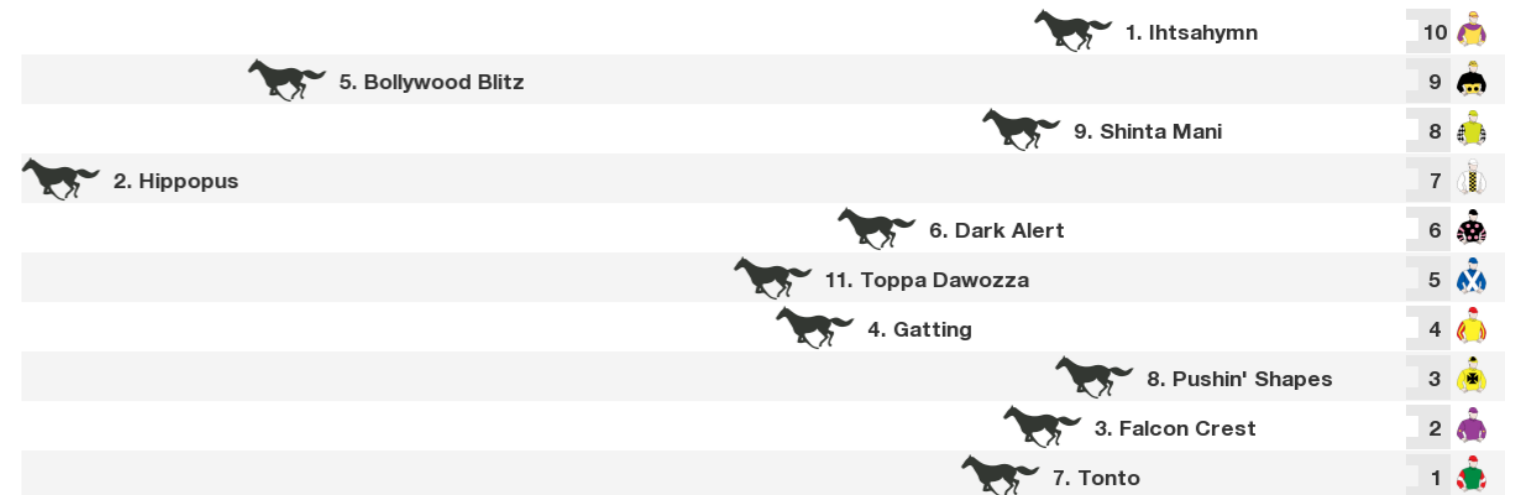 1. Ihtsahymn 10
5. Bollywood Blitz 9
9. Shinta Mani 8
2. Hippopus 7
6. Dark Alert 6
11. Toppa Dawozza 5
4. Gatting 4
8. Pushin' Shapes 3
3. Falcon Crest 2
7. Tonto 1